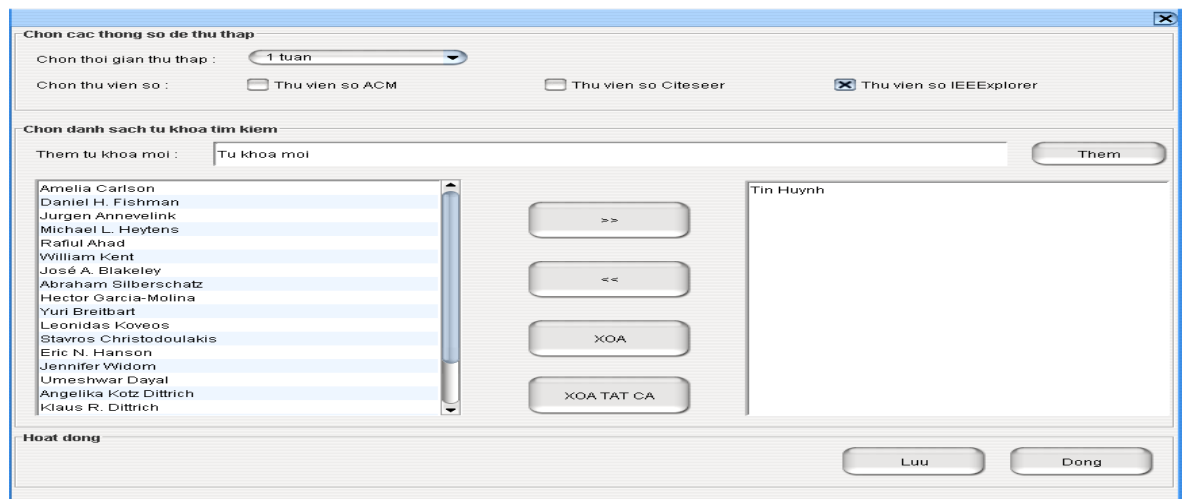 Chon cac thong so de thu thap
Chon thoi gian thu thap :
1 tuan
Chon thu vien so :
Thu vien so ACM
Thu vien so Citeseer
Thu vien so IEEExplorer
Chon danh sach tu khoa tim kiem
Them tu khoa moi :
Tu khoa moi
Them
Amelia Carlson
Daniel H. Fishman
Jurgen Annevelink
Michael L. Heytens
Rafiul Ahad
William Kent
José A. Blakeley
Abraham Silberschatz
Hector Garcia-Molina
Yuri Breitbart
Leonidas Koveos
Stavros Christodoulakis
Eric N. Hanson
Jennifer Widom
Umeshwar Dayal
Angelika Kotz Dittrich
Klaus R. Dittrich
>>
<<
XOA
XOA TAT CA
Tin Huynh
Hoat dong
Luu
Dong